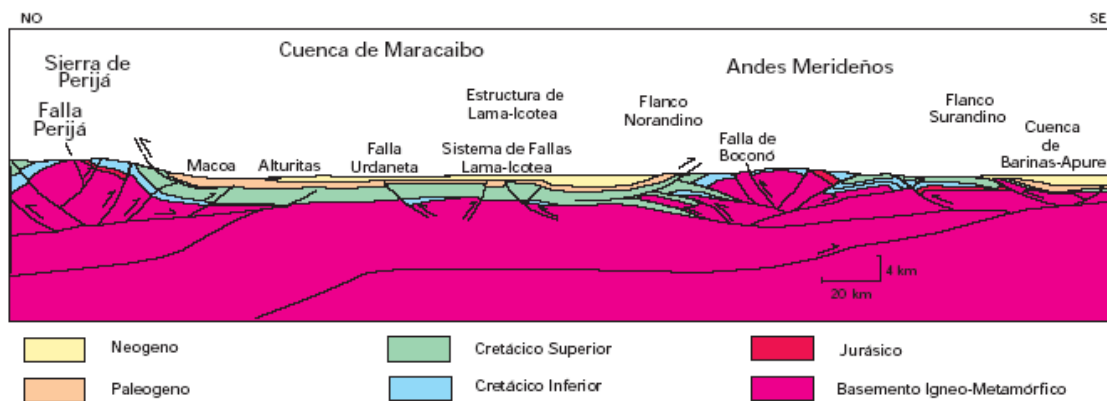 NO
SE
Cuenca de Maracaibo
Sierra de
Perijá
Andes Merideños
Falla
Perijá
Estructura de
Lama-Icotea
Flanco
Norandino
Flanco
Surandino
Macoa
Alturitas
Falla
Urdaneta
Sistema de Fallas
Lama-Icotea
Falla de
Boconó
Cuenca
de
Barinas-Apure
4 km
20 km
Neogeno
Cretácico Superior
Jurásico
Paleogeno
Cretácico Inferior
Basemento Igneo-Metamórfico